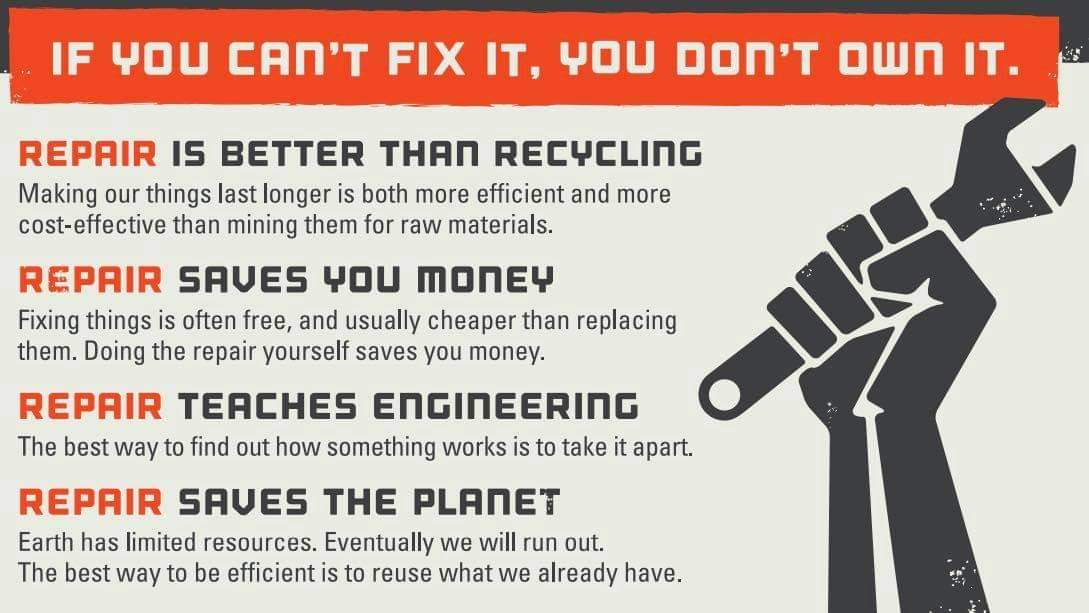 IF YOU CAN'T FIX IT, YOU DON'T OWN IT.
REPAIR IS BETTER THAN RECYCLING
Making our things last longer is both more efficient and more
cost-effective than mining them for raw materials.
REPAIR SAVES YOU MONEY
Fixing things is often free, and usually cheaper than replacing
them. Doing the repair yourself saves you money.
REPAIR TEACHES ENGINEERING
The best way to find out how something works is to take it apart.
REPAIR SAVES THE PLANET
Earth has limited resources. Eventually we will run out.
The best way to be efficient is to reuse what we already have.